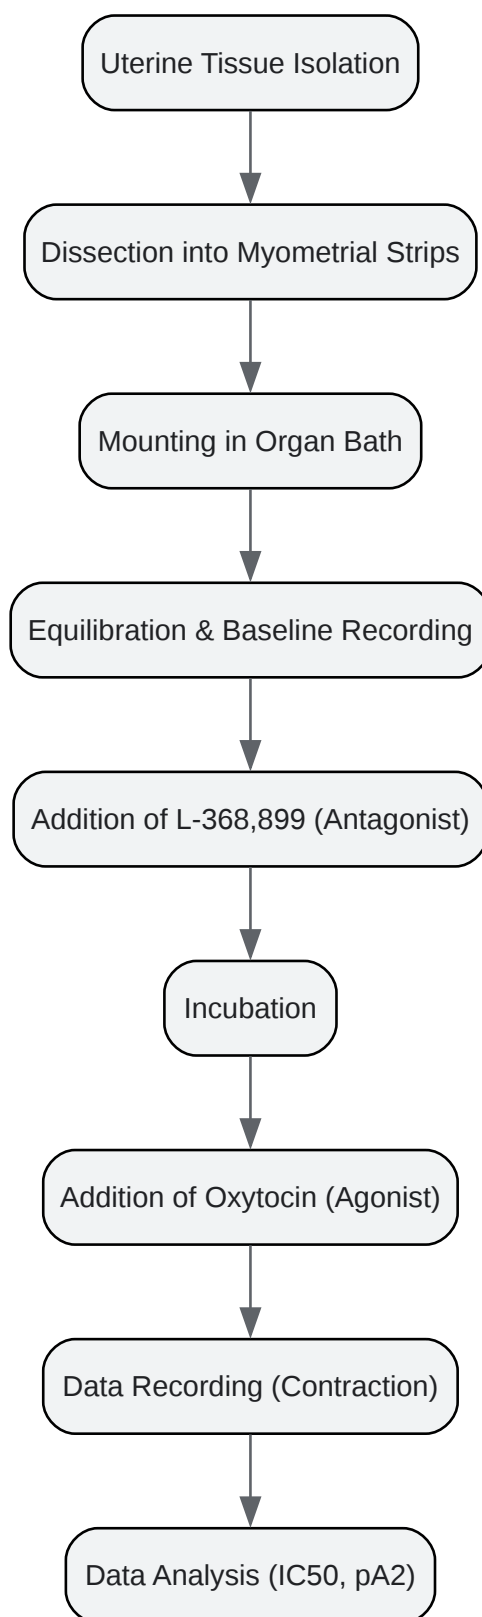 Uterine Tissue Isolation
Dissection into Myometrial Strips
Mounting in Organ Bath
Equilibration & Baseline Recording
Addition of L-368,899 (Antagonist)
Incubation
Addition of Oxytocin (Agonist)
Data Recording (Contraction)
Data Analysis (IC50, pA2)